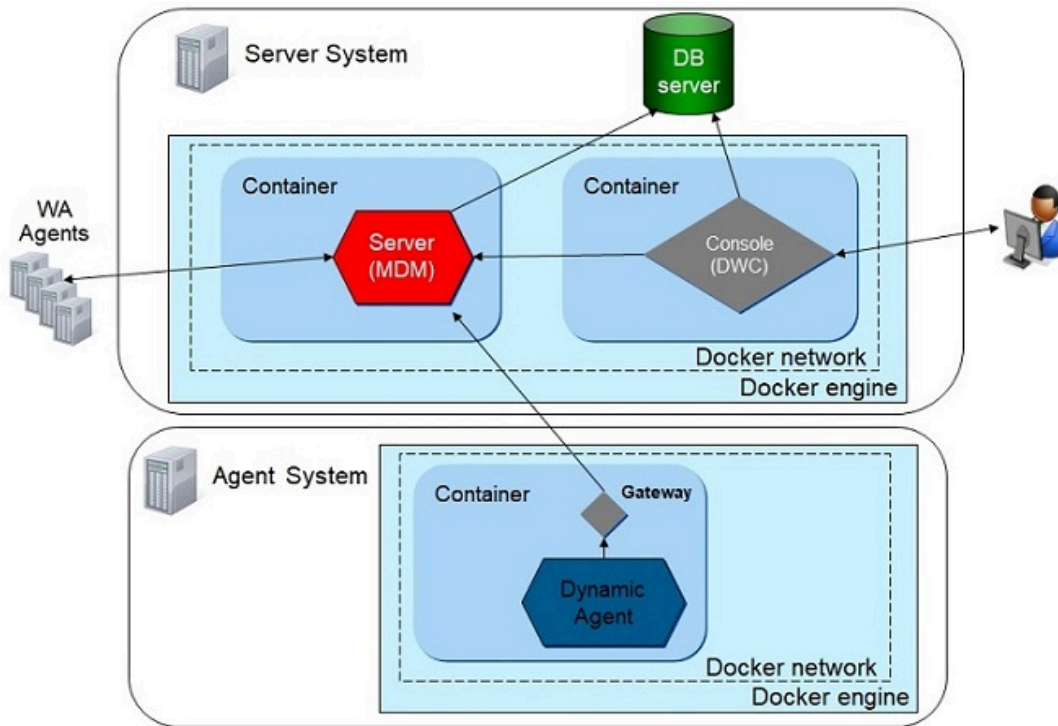 Server System
DB
server
Container
Container
WA
Agents
Server
(MDM)
Console
(DWC)
Docker network
Docker engine
Agent System
Container
Gateway
Dynamic
Agent
Docker network
Docker engine